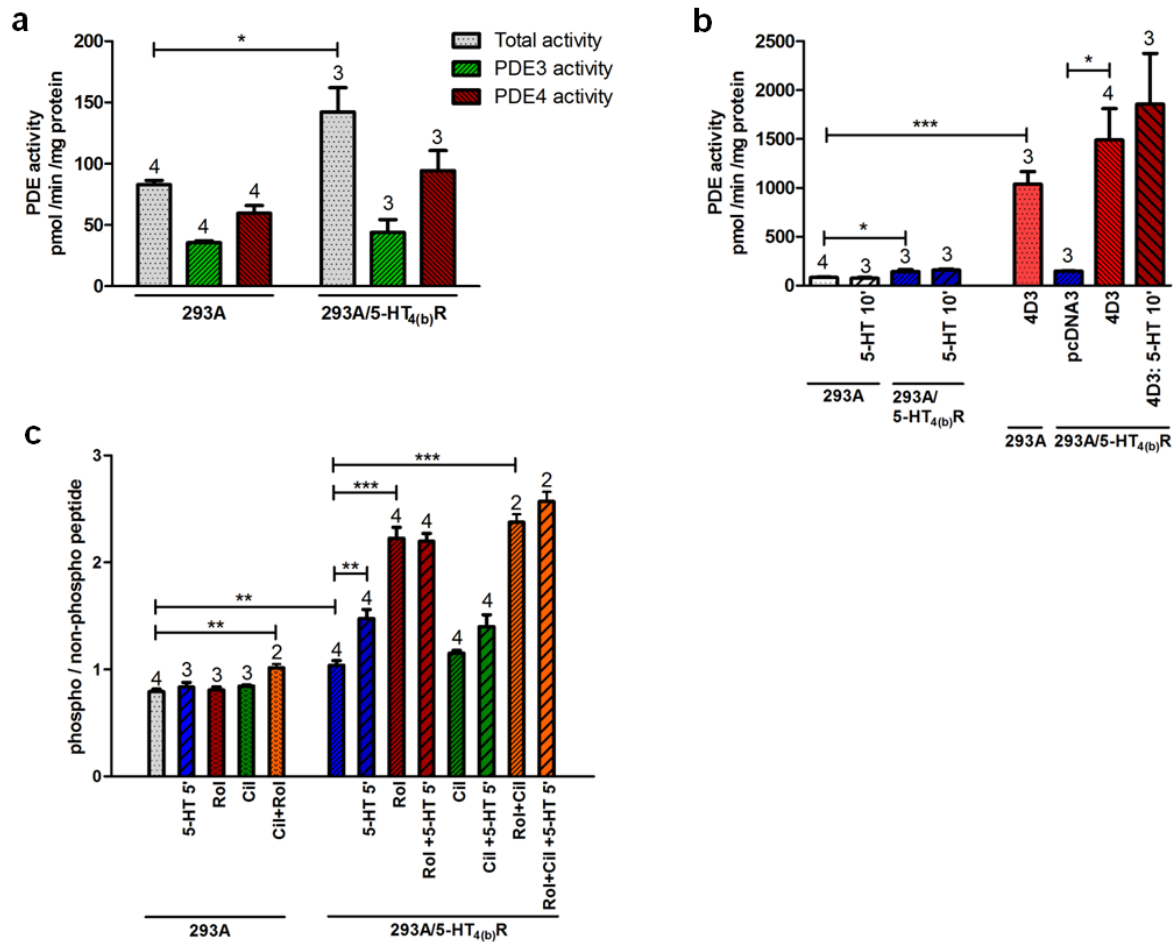 a
PDE activity
pmol /min /mg protein
200
150
100
50
0
*
4
4
4
3
3
3
Total activity
PDE3 activity
PDE4 activity
293A
293A/5-HT4(b)R
b
PDE activity
pmol /min /mg protein
2500
2000
1500
1000
500
0
*
***
*
4
3
3
3
3
3
4
3
5-HT 10'
5-HT 10'
4D3
pcDNA3
4D3
4D3: 5-HT 10'
293A
293A/
5-HT4(b)R
293A
293A/5-HT4(b)R
c
phospho / non-phospho peptide
3
2
1
0
**
**
**
***
***
4
3
3
3
2
4
4
4
4
4
4
2
2
5-HT 5'
Rol
Cil
Cil+Rol
5-HT 5'
Rol
Rol +5-HT 5'
Cil
Cil +5-HT 5'
Rol+Cil
Rol+Cil +5-HT 5'
293A
293A/5-HT4(b)R